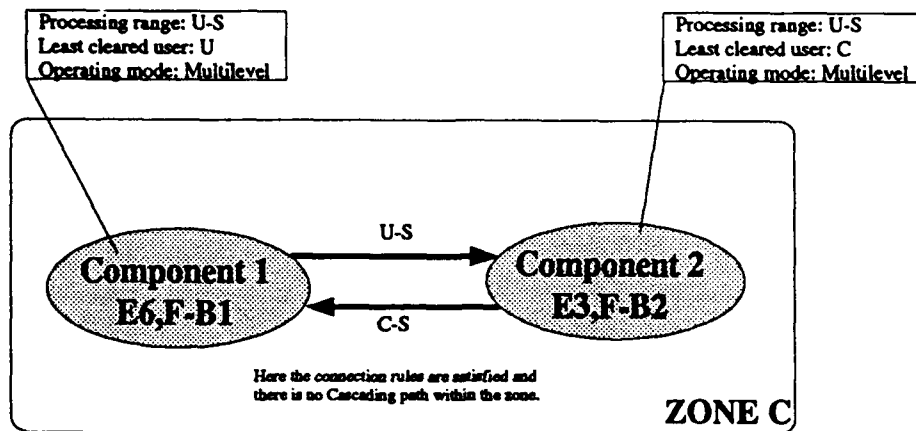 Processing range: U-S
Least cleared user: U
Operating mode: Multilevel
Processing range: U-S
Least cleared user: C
Operating mode: Multilevel
U-S
Component 1
E6,F-B1
Component 2
E3,F-B2
C-S
Here the connection rules are satisfied and
there is no Cascading path within the zone.
ZONE C